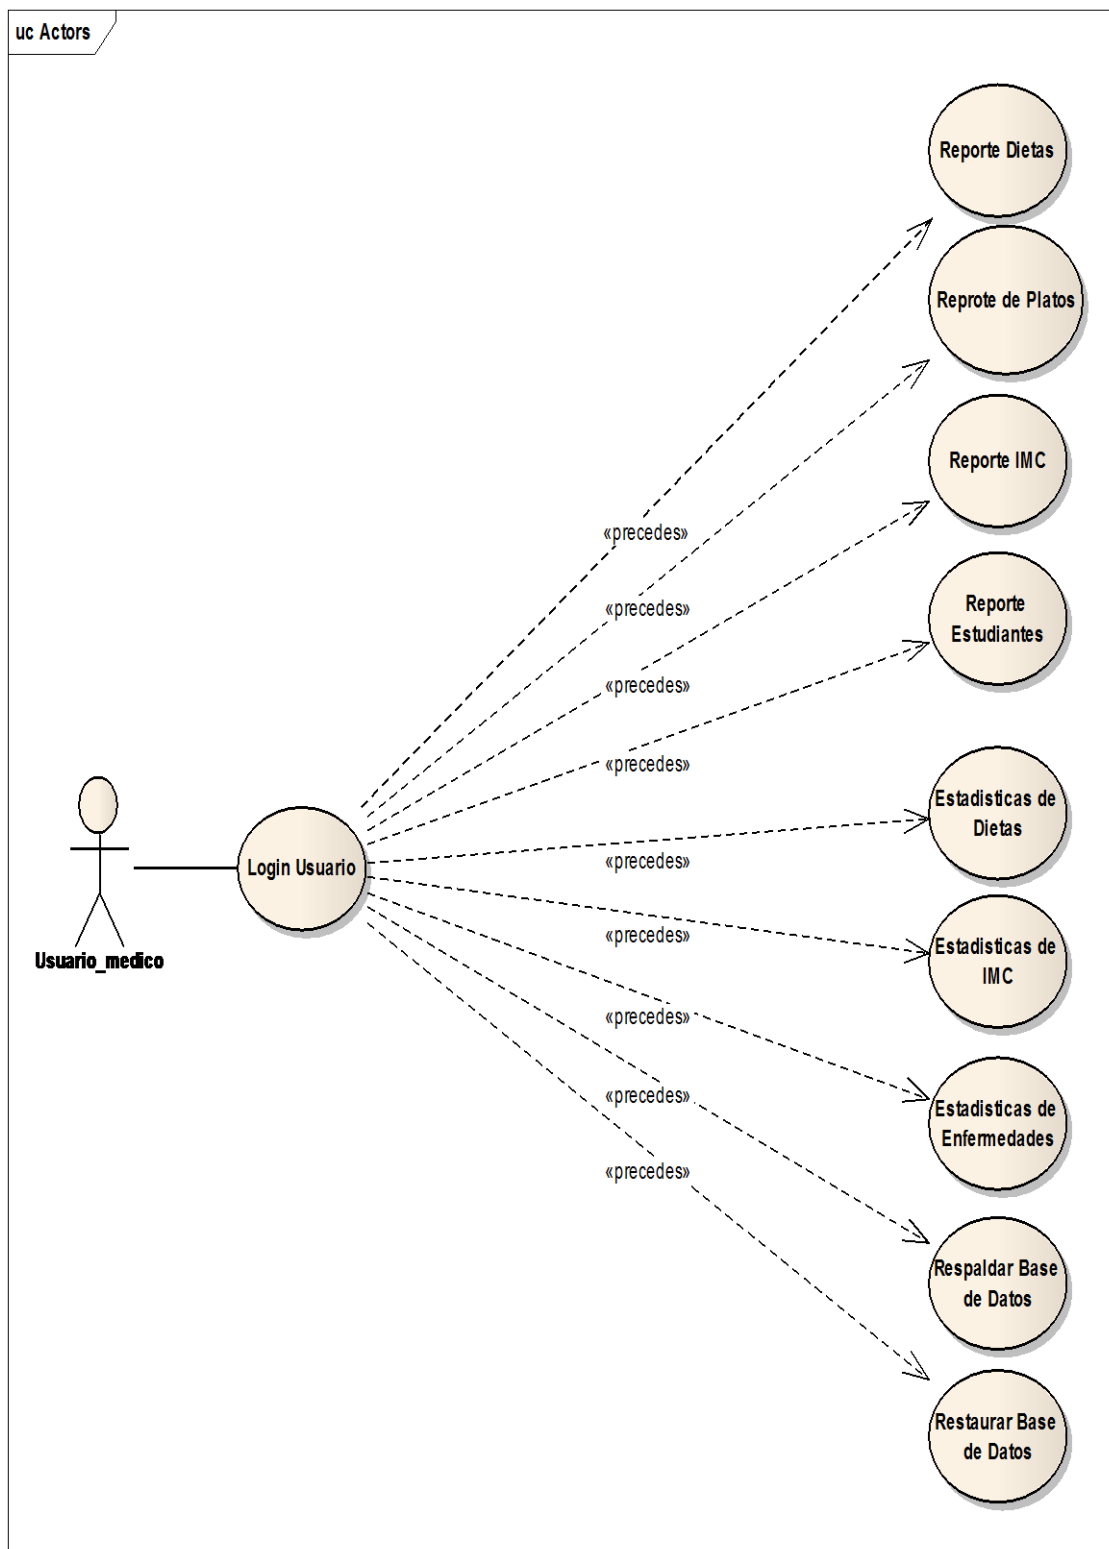 uc Actors
Reporte Dietas
Reprote de Platos
Reporte IMC
«precedes»
«precedes»
Reporte
Estudiantes
«precedes»
«precedes»
Estadisticas de
Dietas
«precedes»
Login Usuario
Usuario_medico
«precedes»
Estadisticas de
IMC
«precedes»
«precedes»
Estadisticas de
Enfermedades
«precedes»
Respaldar Base
de Datos
Restaurar Base
de Datos